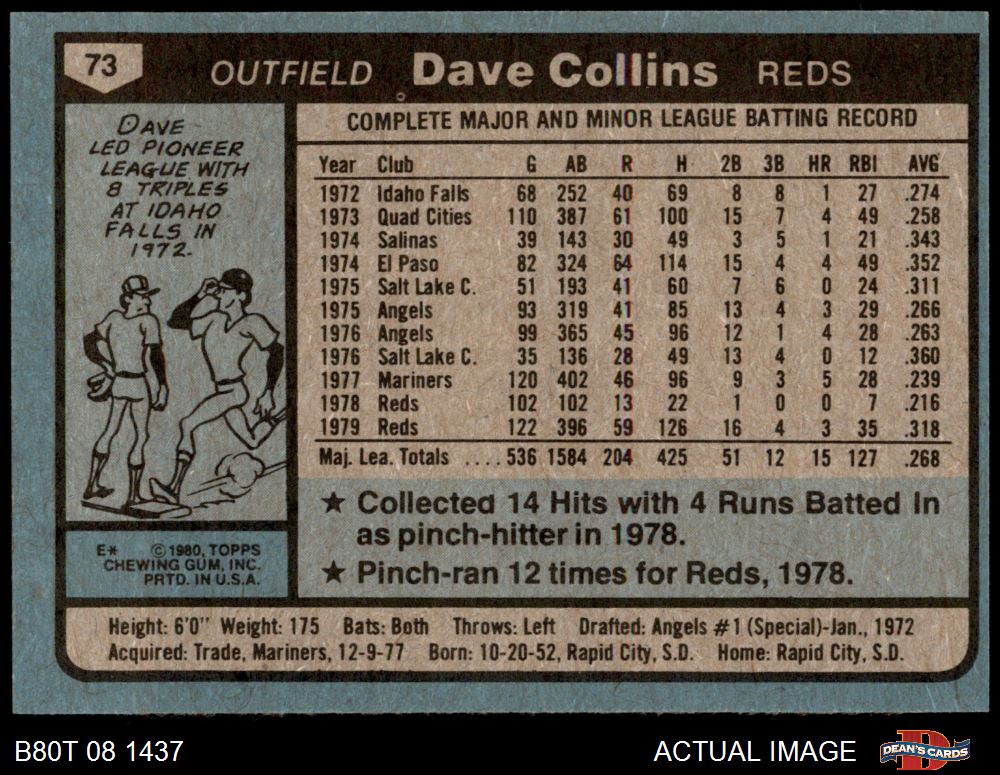 73 OUTFIELD Dave Collins REDS
DAVE
LED PIONEER
LEAGUE WITH
8 TRIPLES
AT IDAHO
FALLS IN
1972.
COMPLETE MAJOR AND MINOR LEAGUE BATTING RECORD
Year Club G AB R H 2B 3B HR RBI AVG
1972 Idaho Falls 68 252 40 69 8 8 1 27 .274
1973 Quad Cities 110 387 61 100 15 7 4 49 .258
1974 Salinas 39 143 30 49 3 5 1 21 .343
1974 El Paso 82 324 64 114 15 4 4 49 .352
1975 Salt Lake C. 51 193 41 60 7 6 0 24 .311
1975 Angels 93 319 41 85 13 4 3 29 .266
1976 Angels 99 365 45 96 12 1 4 28 .263
1976 Salt Lake C. 35 136 28 49 13 4 0 12 .360
1977 Mariners 120 402 46 96 9 3 5 28 .239
1978 Reds 102 102 13 22 1 0 0 7 .216
1979 Reds 122 396 59 126 16 4 3 35 .318
Maj. Lea. Totals ....536 1584 204 425 51 12 15 127 .268
★ Collected 14 Hits with 4 Runs Batted In
as pinch-hitter in 1978.
★ Pinch-ran 12 times for Reds, 1978.
E* © 1980, TOPPS
CHEWING GUM, INC.
PRTD. IN U.S.A.
Height: 6'0" Weight: 175 Bats: Both Throws: Left Drafted: Angels #1 (Special)-Jan., 1972
Acquired: Trade, Mariners, 12-9-77 Born: 10-20-52, Rapid City, S.D. Home: Rapid City, S.D.
B80T 08 1437 ACTUAL IMAGE DEAN'S CARDS